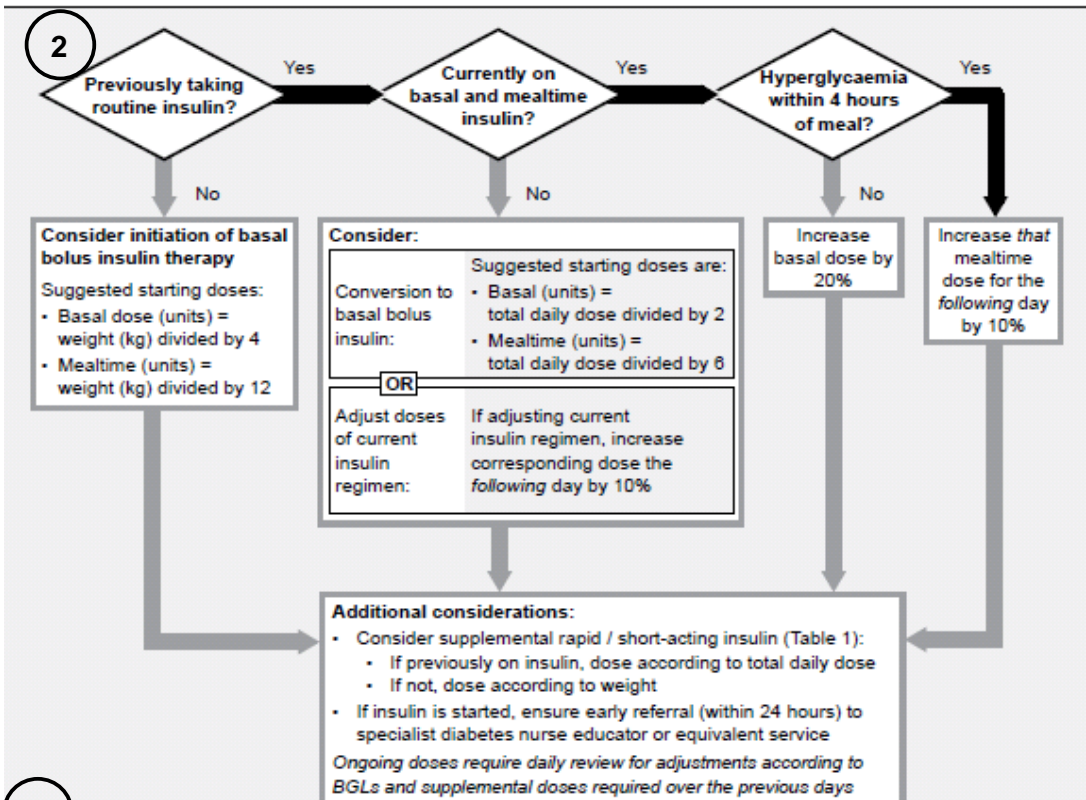 2
Previously taking
routine insulin?
Yes
Currently on
basal and mealtime
insulin?
Yes
Hyperglycaemia
within 4 hours
of meal?
Yes
No
No
No
Consider initiation of basal
bolus insulin therapy
Suggested starting doses:
• Basal dose (units) =
weight (kg) divided by 4
• Mealtime (units) =
weight (kg) divided by 12
Consider:
Conversion to
basal bolus
insulin:
Suggested starting doses are:
• Basal (units) =
total daily dose divided by 2
• Mealtime (units) =
total daily dose divided by 6
OR
Adjust doses
of current
insulin
regimen:
If adjusting current
insulin regimen, increase
corresponding dose the
following day by 10%
Increase
basal dose by
20%
Increase that
mealtime
dose for the
following day
by 10%
Additional considerations:
• Consider supplemental rapid / short-acting insulin (Table 1):
• If previously on insulin, dose according to total daily dose
• If not, dose according to weight
• If insulin is started, ensure early referral (within 24 hours) to
specialist diabetes nurse educator or equivalent service
Ongoing doses require daily review for adjustments according to
BGLs and supplemental doses required over the previous days